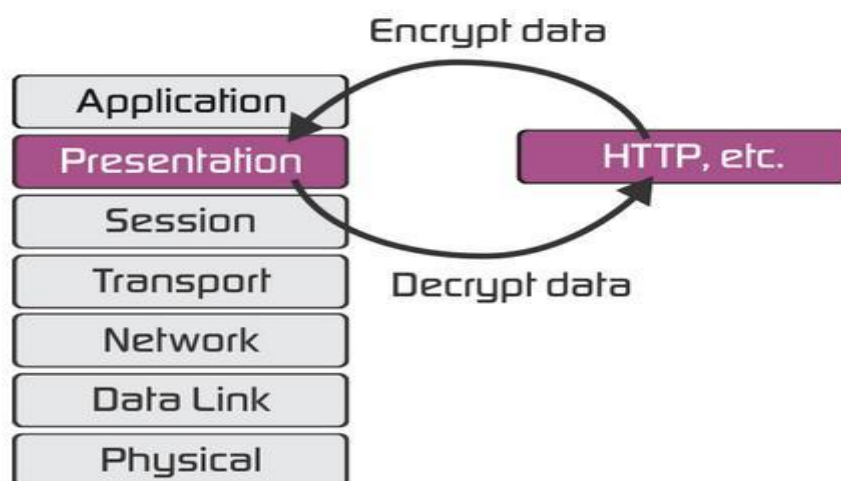 Encrypt data
Application
Presentation
HTTP, etc.
Session
Transport
Decrypt data
Network
Data Link
Physical